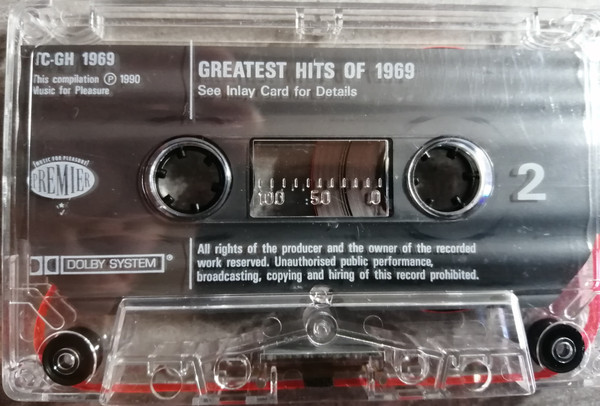 TC-GH 1969
This compilation ℗ 1990
Music for Pleasure
GREATEST HITS OF 1969
See Inlay Card for Details
MUSIC FOR PLEASURE
PREMIER
100 50 0
2
DOLBY SYSTEM ®
All rights of the producer and the owner of the recorded
work reserved. Unauthorised public performance,
broadcasting, copying and hiring of this record prohibited.